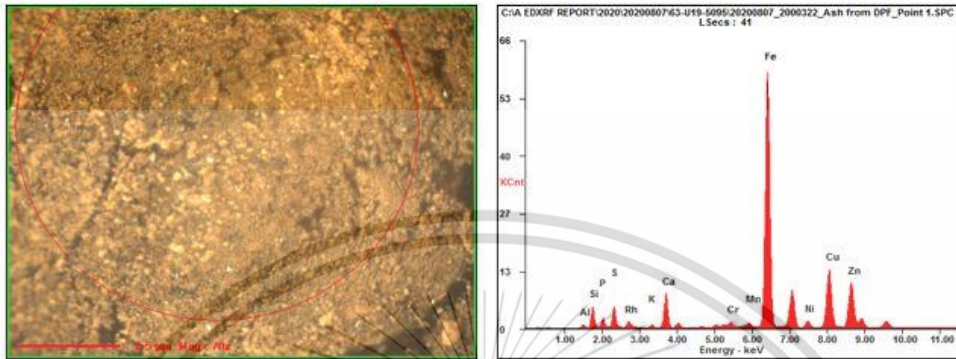 C:\A EDXRF REPORT\2020\20200807\63-U19-5095\20200807_2000322_Ash from DPF_Point 1.SPC
LSecs : 41
66
53
40
KCnt
27
13
0
Fe
Cu
Zn
S
Ca
P
Si
Al
Rh
K
Cr
Mn
Ni
1.00 2.00 3.00 4.00 5.00 6.00 7.00 8.00 9.00 10.00 11.00
Energy - keV
Mag : 70x